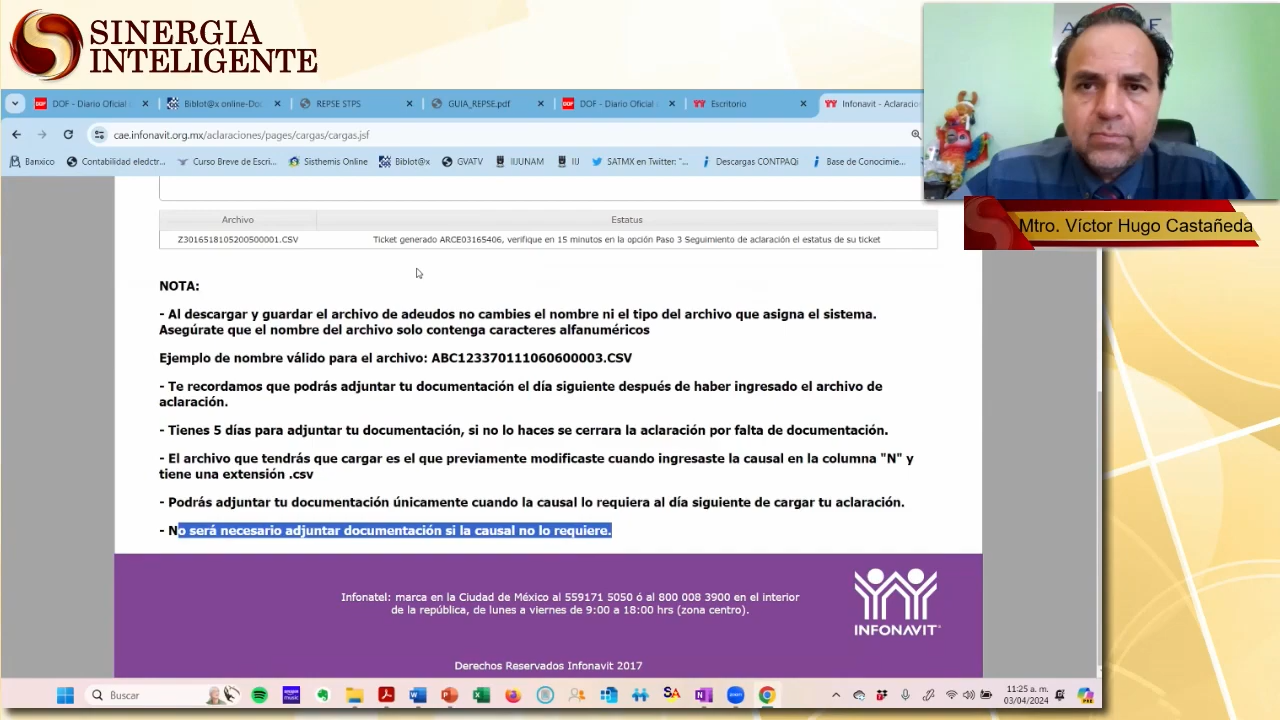 SINERGIA
INTELIGENTE
DOF - Diario Oficial
Biblot@x online-Do
REPSE STPS
GUIA_REPSE.pdf
DOF - Diario Oficial
Escritorio
Infonavit - Aclaracio
cae.infonavit.org.mx/aclaraciones/pages/cargas/cargas.jsf
Banxico
Contabilidad eledctr...
Curso Breve de Escri...
Sisthemis Online
Biblot@x
GVATV
IIJUNAM
IIJ
SATMX en Twitter: "...
Descargas CONTPAQi
Base de Conocimie...
Mtro. Víctor Hugo Castañeda
Archivo Estatus
Z3016518105200500001.CSV Ticket generado ARCE03165406, verifique en 15 minutos en la opción Paso 3 Seguimiento de aclaración el estatus de su ticket
NOTA:
- Al descargar y guardar el archivo de adeudos no cambies el nombre ni el tipo del archivo que asigna el sistema.
Asegúrate que el nombre del archivo solo contenga caracteres alfanuméricos
Ejemplo de nombre válido para el archivo: ABC123370111060600003.CSV
- Te recordamos que podrás adjuntar tu documentación el día siguiente después de haber ingresado el archivo de
aclaración.
- Tienes 5 días para adjuntar tu documentación, si no lo haces se cerrara la aclaración por falta de documentación.
- El archivo que tendrás que cargar es el que previamente modificaste cuando ingresaste la causal en la columna "N" y
tiene una extensión .csv
- Podrás adjuntar tu documentación únicamente cuando la causal lo requiera al día siguiente de cargar tu aclaración.
- No será necesario adjuntar documentación si la causal no lo requiere.
Infonatel: marca en la Ciudad de México al 559171 5050 ó al 800 008 3900 en el interior
de la república, de lunes a viernes de 9:00 a 18:00 hrs (zona centro).
INFONAVIT
Derechos Reservados Infonavit 2017
Buscar
11:25 a. m.
03/04/2024